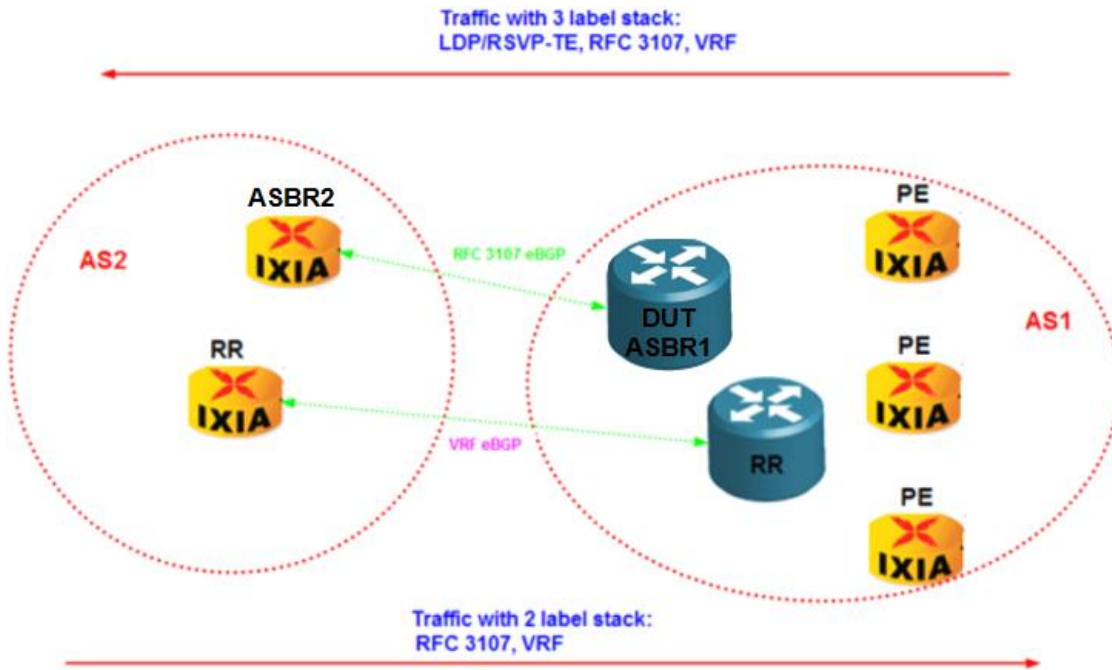 Traffic with 3 label stack:
LDP/RSVP-TE, RFC 3107, VRF
ASBR2
IXIA
AS2
RFC 3107 eBGP
DUT
ASBR1
PE
IXIA
AS1
RR
IXIA
VRF eBGP
RR
PE
IXIA
PE
IXIA
Traffic with 2 label stack:
RFC 3107, VRF